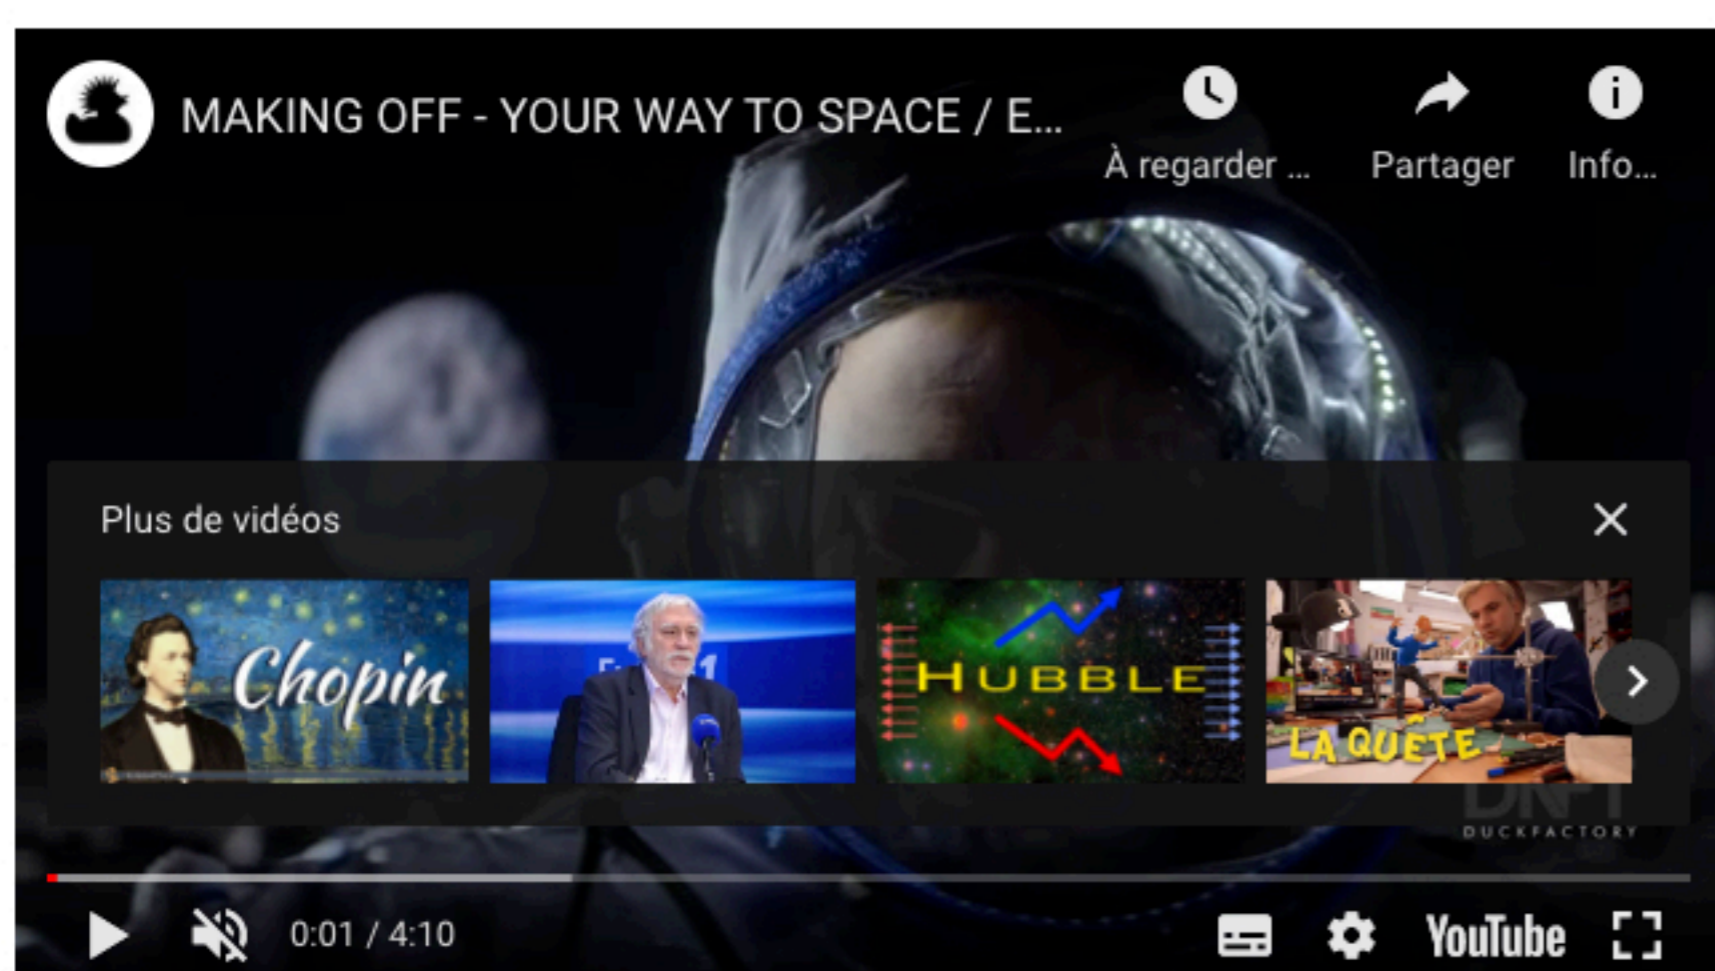 MAKING OFF - YOUR WAY TO SPACE / E...
À regarder ...
Partager
Info...
Plus de vidéos
Chopin
1
HUBBLE
LA QUÊTE
DUCKFACTORY
0:01 / 4:10
YouTube